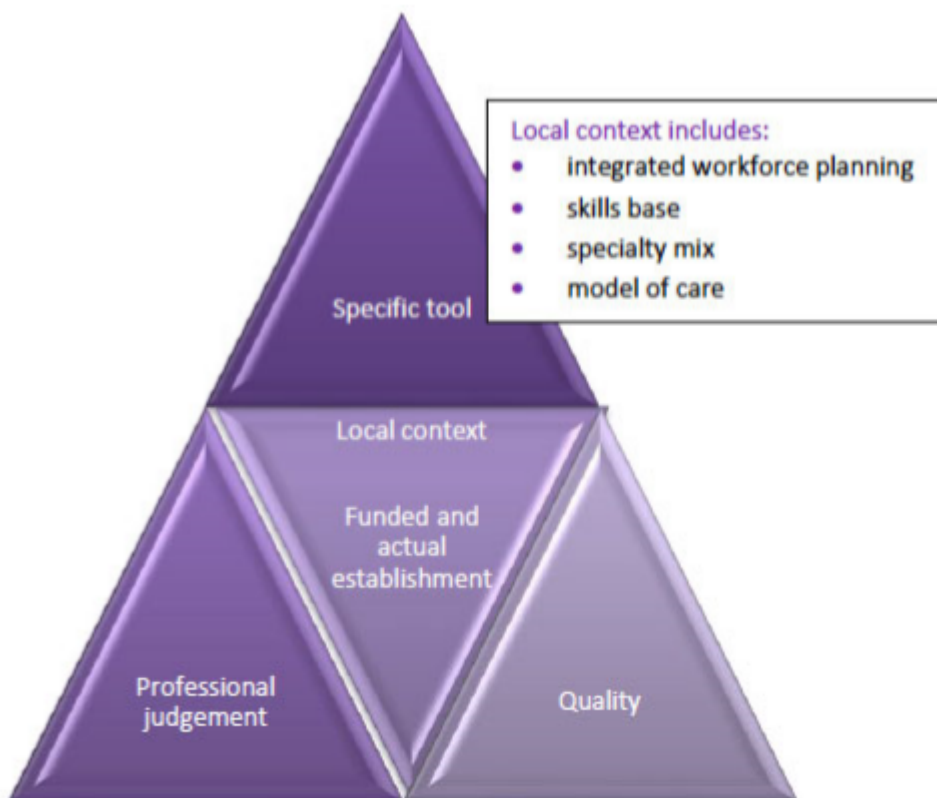 Local context includes:
• integrated workforce planning
• skills base
• specialty mix
• model of care
Specific tool
Local context
Funded and
actual
establishment
Professional
judgement
Quality